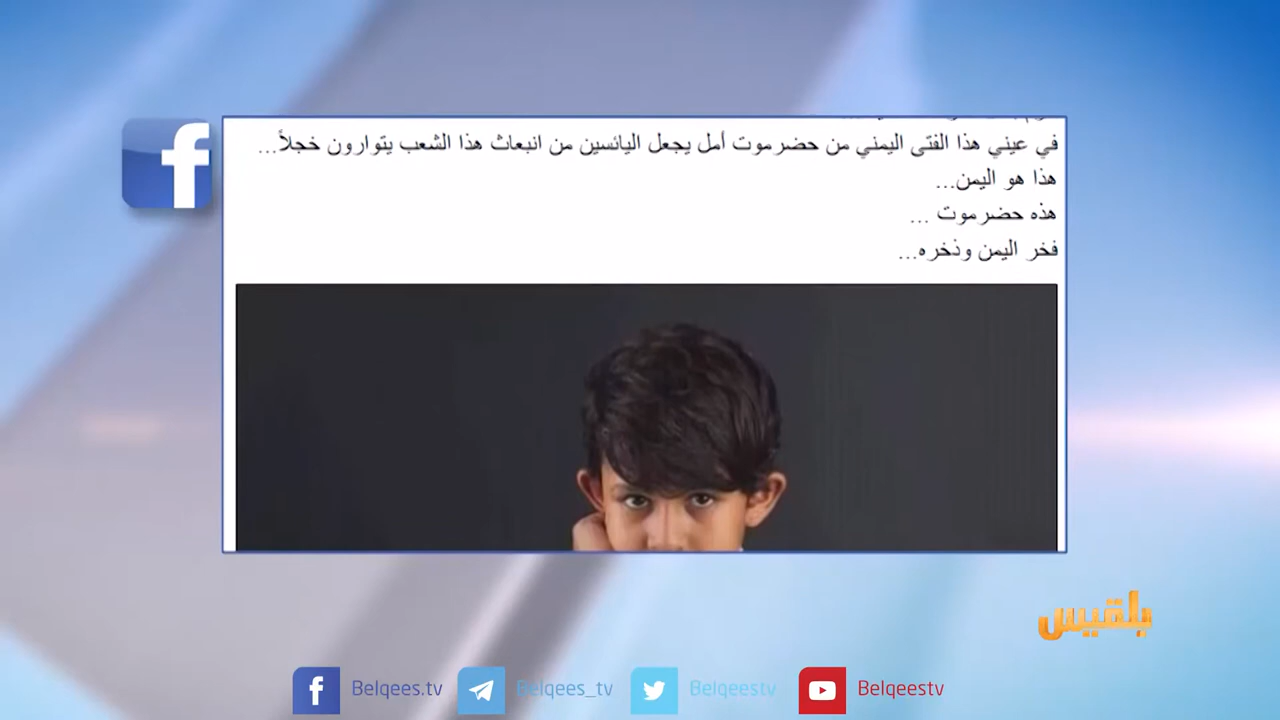 في عيني هذا الفتى اليمني من حضرموت أمل يجعل اليائسين من انبعاث هذا الشعب يتوارون خجلاً...
هذا هو اليمن...
هذه حضرموت ...
فخر اليمن وذخره...
بلقيس
Belqees.tv
Belqees_tv
Belqeestv
Belqeestv